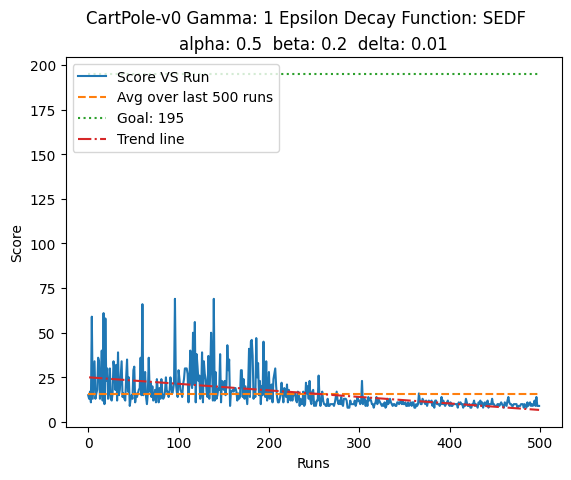 CartPole-v0 Gamma: 1 Epsilon Decay Function: SEDF
alpha: 0.5  beta: 0.2  delta: 0.01
Score VS Run
Avg over last 500 runs
Goal: 195
Trend line
200
175
150
125
100
75
50
25
0
Score
0 100 200 300 400 500
Runs